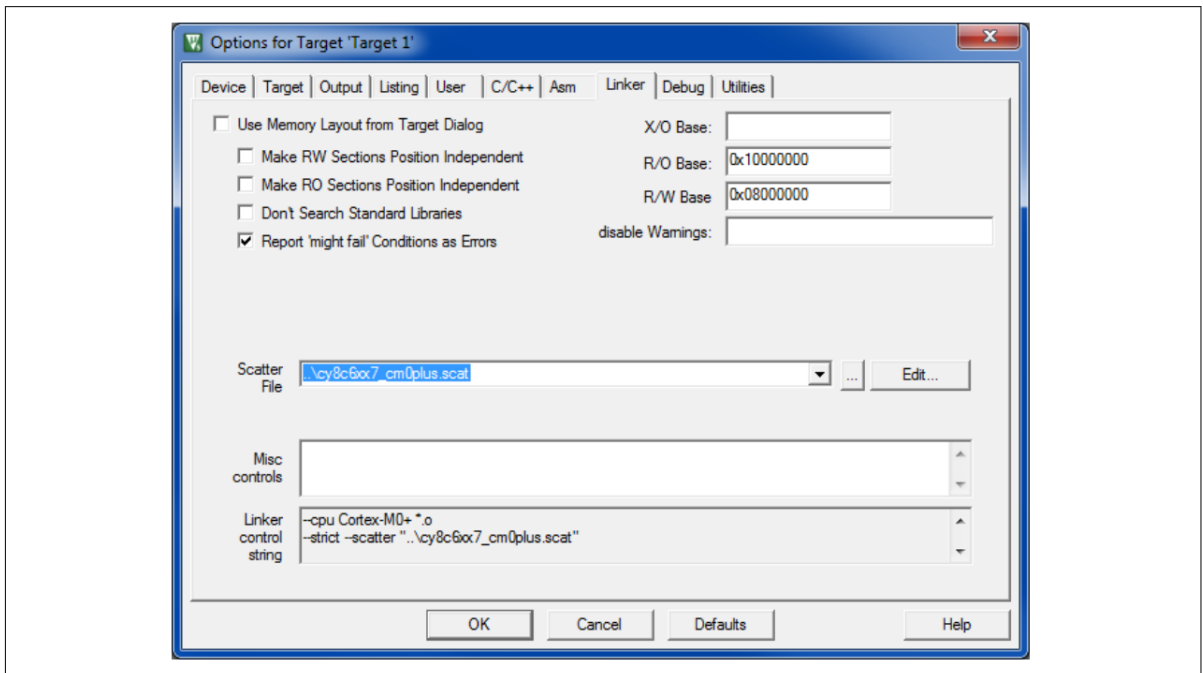 Options for Target 'Target 1'
Device Target Output Listing User C/C++ Asm Linker Debug Utilities
Use Memory Layout from Target Dialog
Make RW Sections Position Independent
Make RO Sections Position Independent
Don't Search Standard Libraries
Report 'might fail' Conditions as Errors
X/O Base:
R/O Base: 0x10000000
R/W Base 0x08000000
disable Warnings:
Scatter
File
..\cy8c6xx7_cm0plus.scat
...
Edit...
Misc
controls
Linker
control
string
--cpu Cortex-M0+ *.o
--strict --scatter "..\cy8c6xx7_cm0plus.scat"
OK Cancel Defaults Help